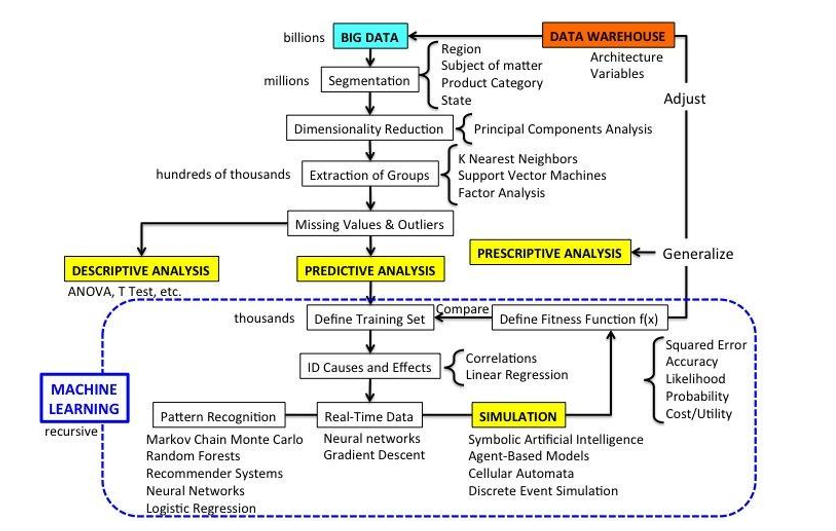 billions
BIG DATA
DATA WAREHOUSE
Architecture
Variables
Region
Subject of matter
Product Category
State
millions
Segmentation
Adjust
Dimensionality Reduction
Principal Components Analysis
hundreds of thousands
Extraction of Groups
K Nearest Neighbors
Support Vector Machines
Factor Analysis
Missing Values & Outliers
DESCRIPTIVE ANALYSIS
ANOVA, T Test, etc.
PREDICTIVE ANALYSIS
PRESCRIPTIVE ANALYSIS
Generalize
thousands
Define Training Set
Compare
Define Fitness Function f(x)
Squared Error
Accuracy
Likelihood
Probability
Cost/Utility
ID Causes and Effects
Correlations
Linear Regression
MACHINE
LEARNING
recursive
Pattern Recognition
Markov Chain Monte Carlo
Random Forests
Recommender Systems
Neural Networks
Logistic Regression
Real-Time Data
Neural networks
Gradient Descent
SIMULATION
Symbolic Artificial Intelligence
Agent-Based Models
Cellular Automata
Discrete Event Simulation